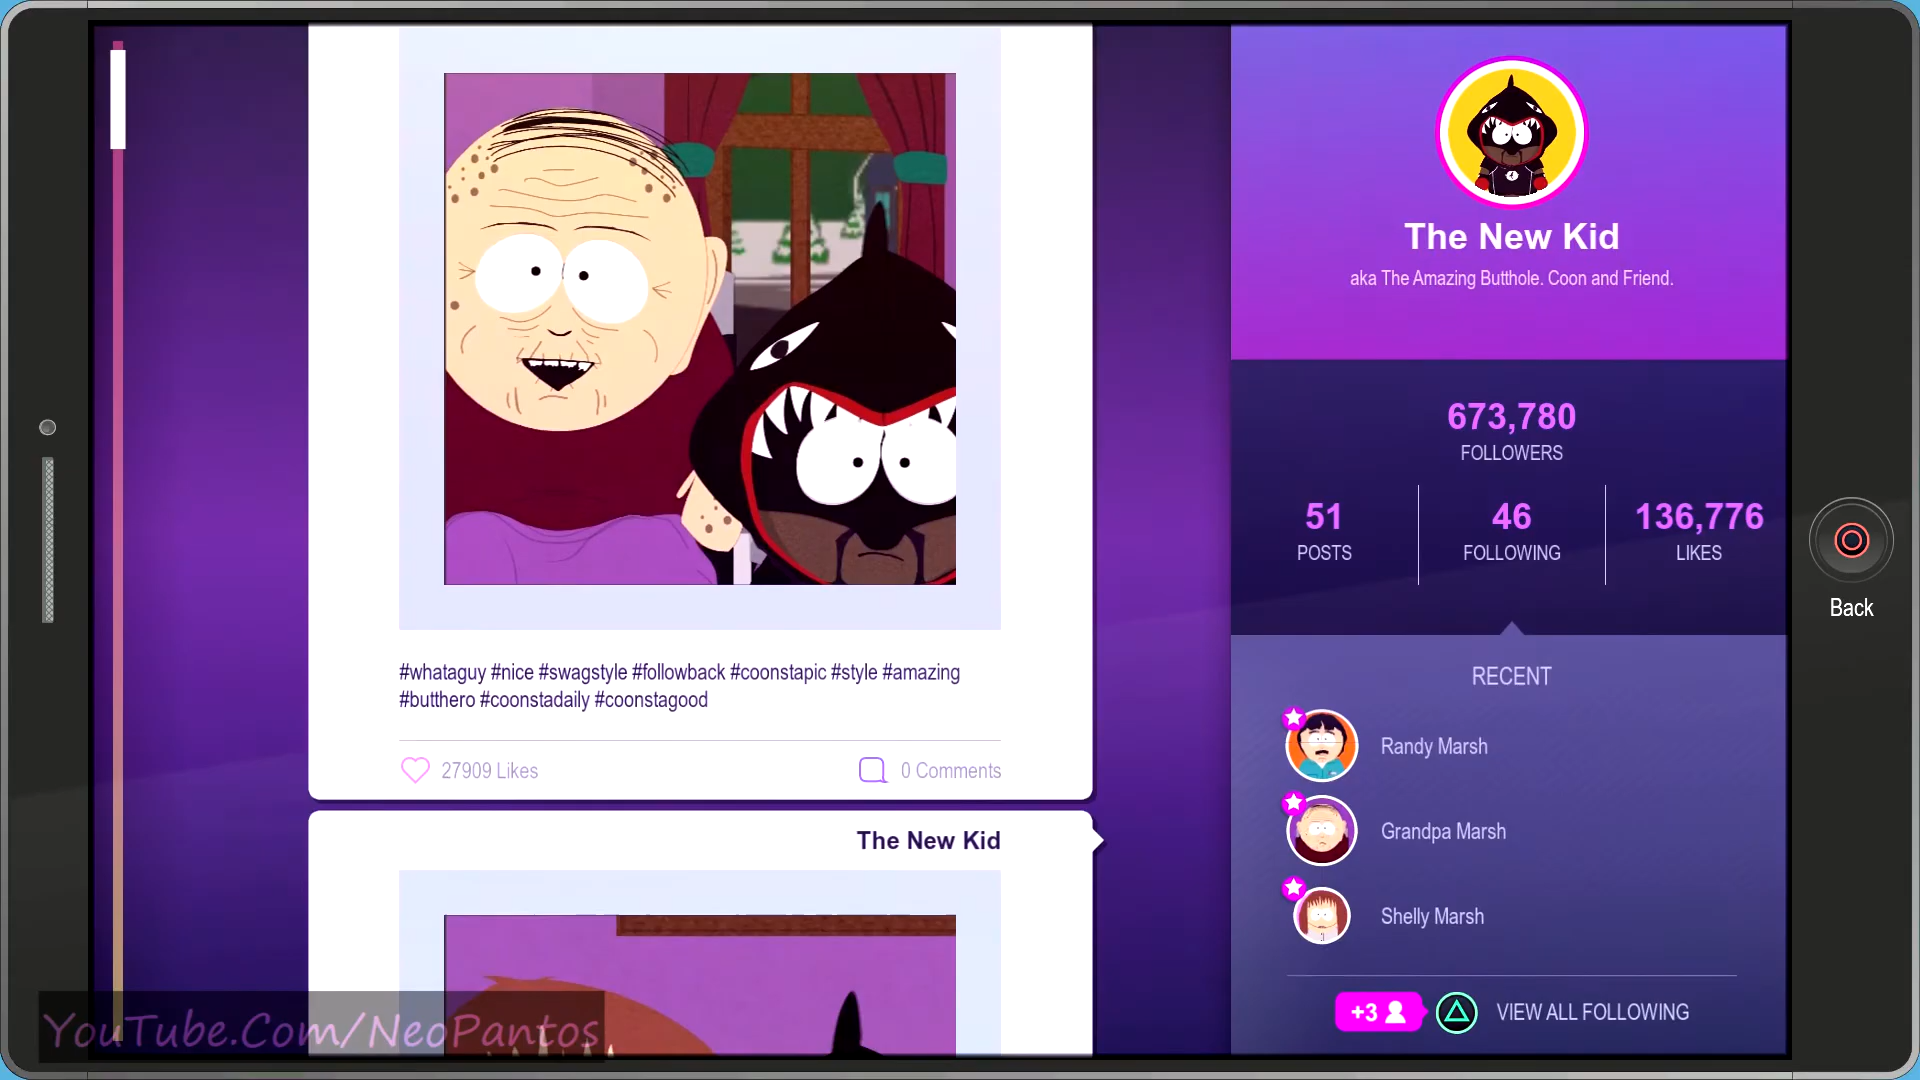 #whataguy #nice #swagstyle #followback #coonstapic #style #amazing
#butthero #coonstadaily #coonstagood
27909 Likes
0 Comments
The New Kid
The New Kid
aka The Amazing Butthole. Coon and Friend.
673,780
FOLLOWERS
51
POSTS
46
FOLLOWING
136,776
LIKES
RECENT
Randy Marsh
Grandpa Marsh
Shelly Marsh
+3
VIEW ALL FOLLOWING
Back
YouTube.Com/NeoPantos